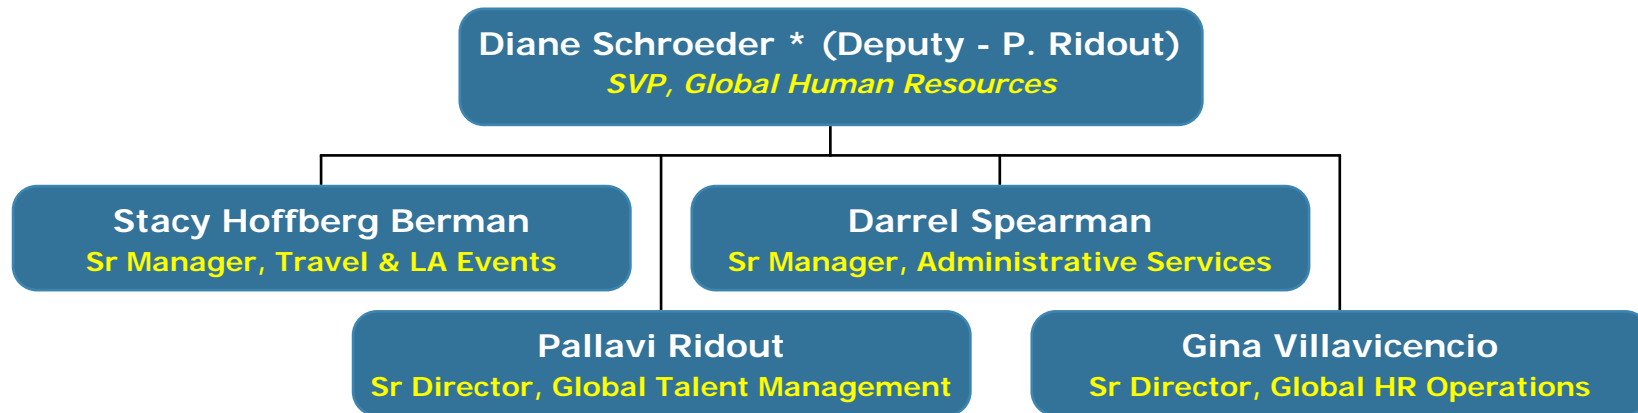 Diane Schroeder * (Deputy - P. Ridout)
SVP, Global Human Resources
Stacy Hoffberg Berman
Sr Manager, Travel & LA Events
Darrel Spearman
Sr Manager, Administrative Services
Pallavi Ridout
Sr Director, Global Talent Management
Gina Villavicencio
Sr Director, Global HR Operations